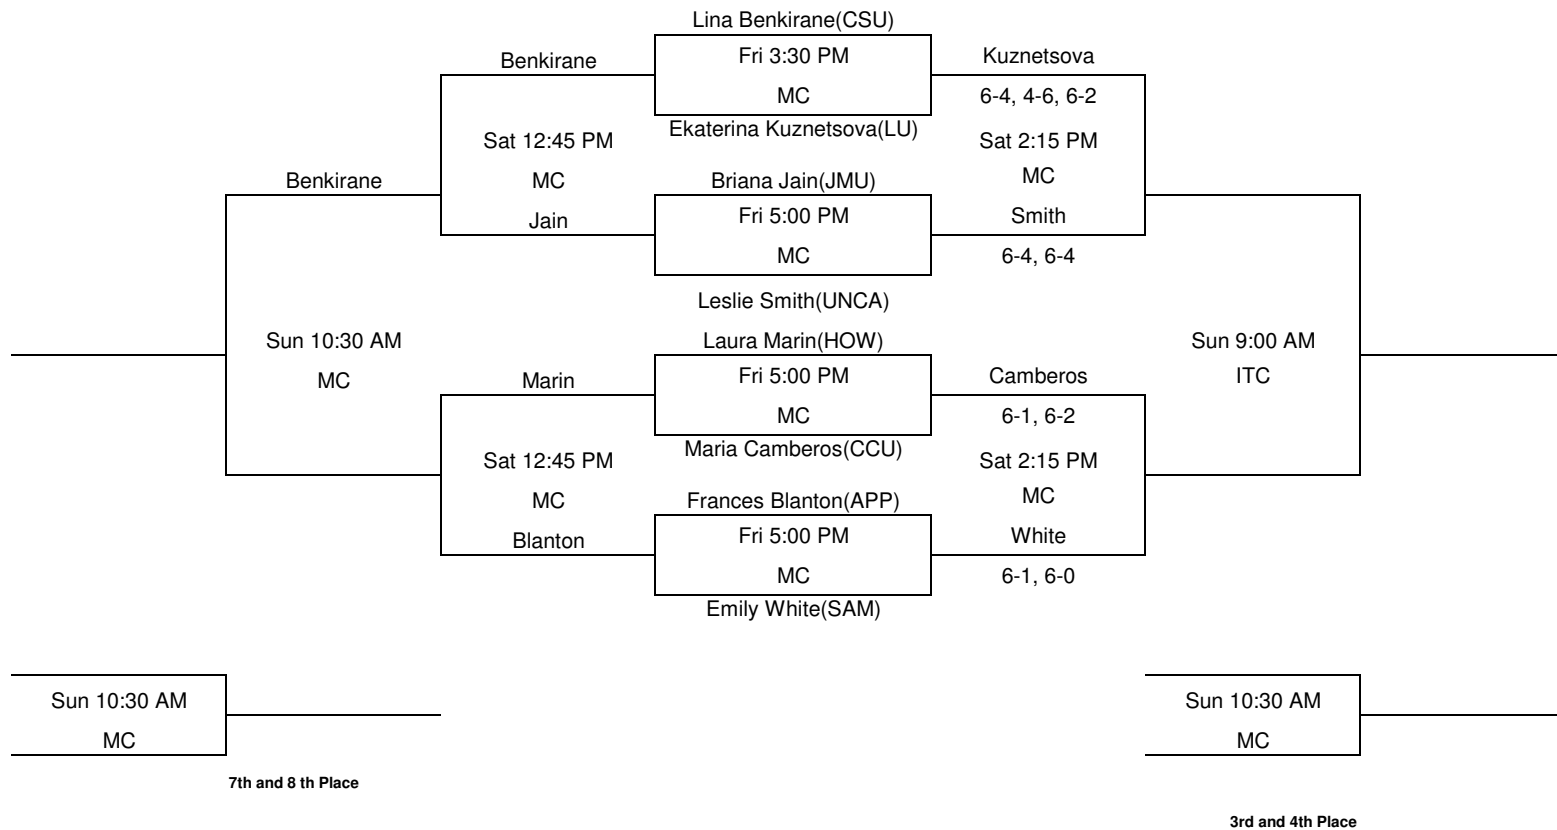 Lina Benkirane(CSU)
Benkirane
Fri 3:30 PM
Kuznetsova
MC
6-4, 4-6, 6-2
Ekaterina Kuznetsova(LU)
Sat 12:45 PM
Sat 2:15 PM
Benkirane
MC
Briana Jain(JMU)
MC
Jain
Fri 5:00 PM
Smith
MC
6-4, 6-4
Leslie Smith(UNCA)
Sun 10:30 AM
Laura Marin(HOW)
Sun 9:00 AM
MC
Marin
Fri 5:00 PM
Camberos
ITC
MC
6-1, 6-2
Maria Camberos(CCU)
Sat 12:45 PM
Sat 2:15 PM
MC
Frances Blanton(APP)
MC
Blanton
Fri 5:00 PM
White
MC
6-1, 6-0
Emily White(SAM)
Sun 10:30 AM
Sun 10:30 AM
MC
MC
7th and 8 th Place
3rd and 4th Place